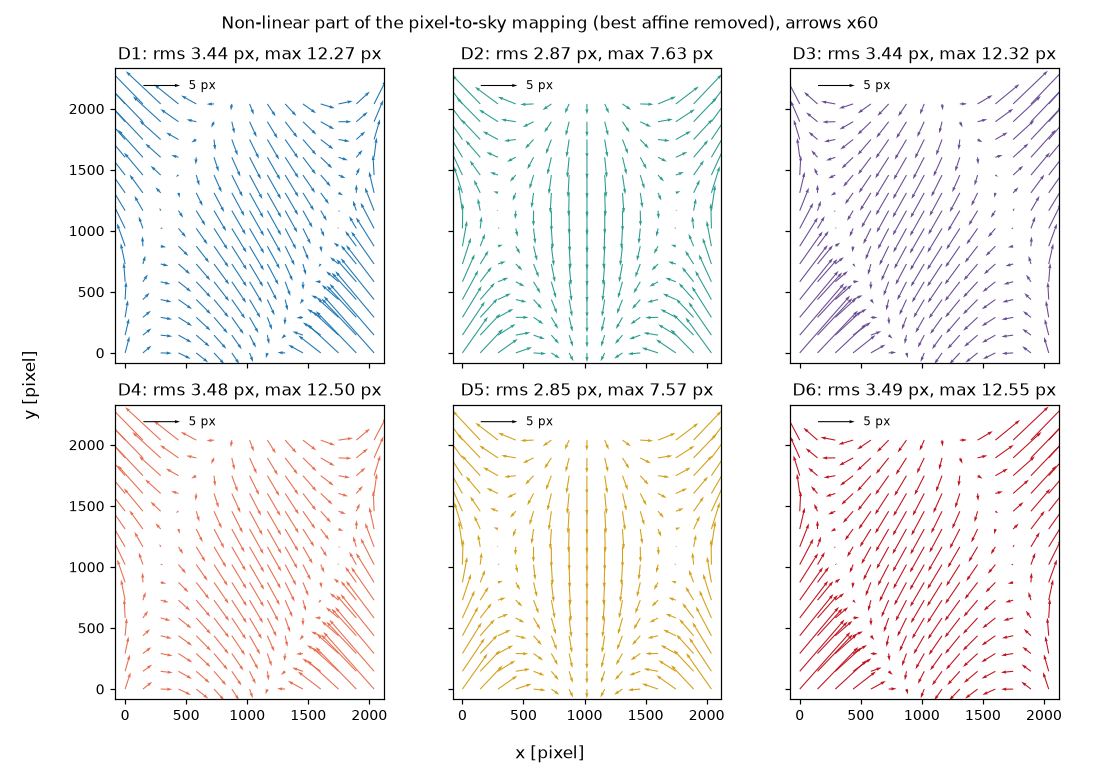 Non-linear part of the pixel-to-sky mapping (best affine removed), arrows x60
D1: rms 3.44 px, max 12.27 px
D2: rms 2.87 px, max 7.63 px
D3: rms 3.44 px, max 12.32 px
5 px
5 px
5 px
2000
1500
1000
500
0
D4: rms 3.48 px, max 12.50 px
D5: rms 2.85 px, max 7.57 px
D6: rms 3.49 px, max 12.55 px
5 px
5 px
5 px
2000
1500
1000
500
0
0 500 1000 1500 2000
0 500 1000 1500 2000
0 500 1000 1500 2000
y [pixel]
x [pixel]